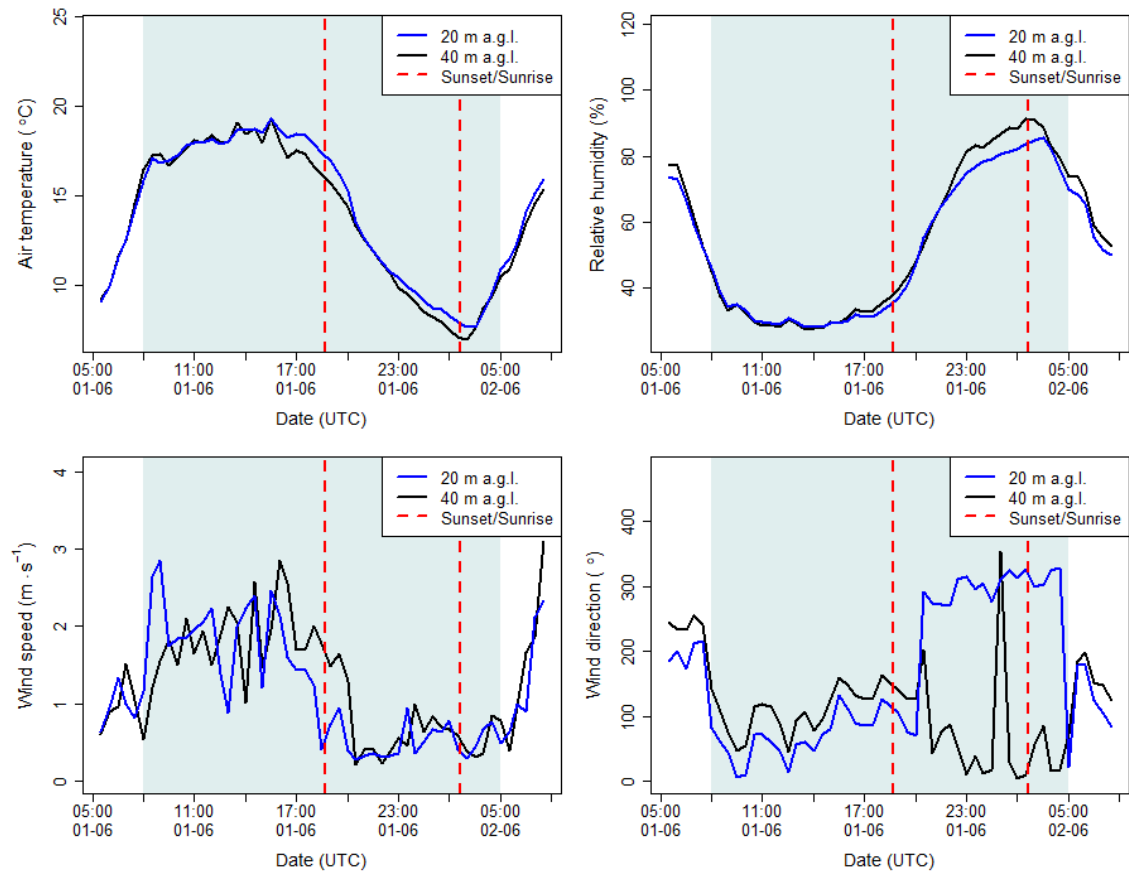 25
20
15
10
Air temperature ( °C)
20 m a.g.l.
40 m a.g.l.
Sunset/Sunrise
05:00 11:00 17:00 23:00 05:00
01-06 01-06 01-06 01-06 02-06
Date (UTC)
120
100
80
60
40
Relative humidity (%)
20 m a.g.l.
40 m a.g.l.
Sunset/Sunrise
05:00 11:00 17:00 23:00 05:00
01-06 01-06 01-06 01-06 02-06
Date (UTC)
4
3
2
1
0
Wind speed (m · s⁻¹)
20 m a.g.l.
40 m a.g.l.
Sunset/Sunrise
05:00 11:00 17:00 23:00 05:00
01-06 01-06 01-06 01-06 02-06
Date (UTC)
400
300
200
100
0
Wind direction ( °)
20 m a.g.l.
40 m a.g.l.
Sunset/Sunrise
05:00 11:00 17:00 23:00 05:00
01-06 01-06 01-06 01-06 02-06
Date (UTC)